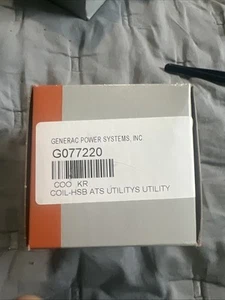 GENERAC POWER SYSTEMS, INC.
G077220
COO KR
COIL-HSB ATS UTILITYS UTILITY